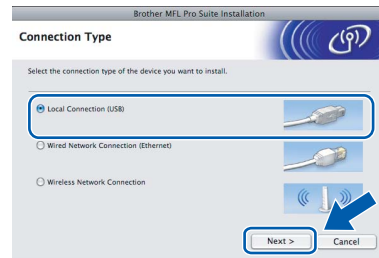 Brother MFL Pro Suite Installation
Connection Type
Select the connection type of the device you want to install.
Local Connection (USB)
Wired Network Connection (Ethernet)
Wireless Network Connection
Next >
Cancel